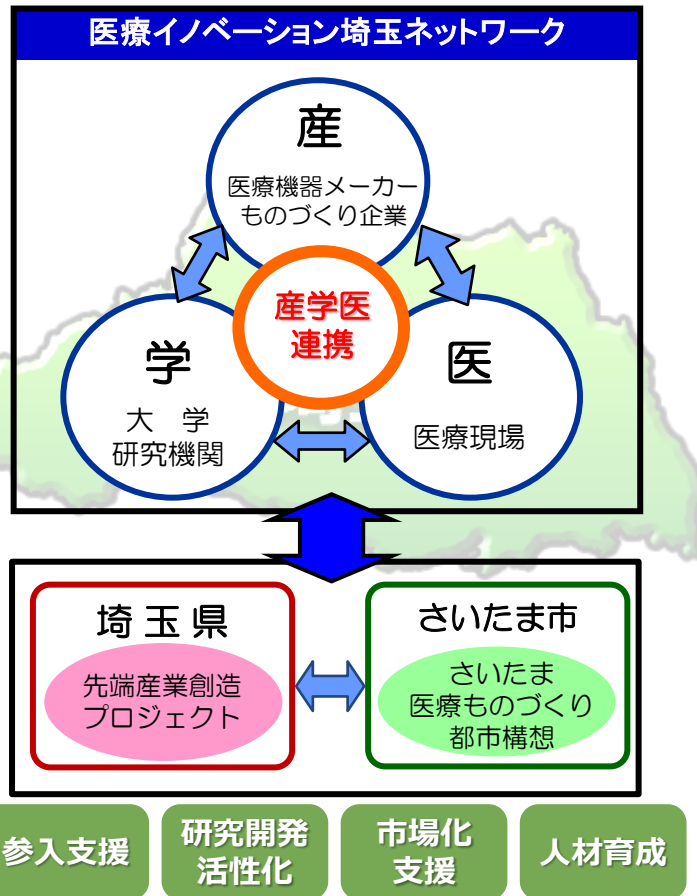 医療イノベーション埼玉ネットワーク
産
医療機器メーカー
ものづくり企業
産学医
連携
学
大　学
研究機関
医
医療現場
埼玉県
先端産業創造
プロジェクト
さいたま市
さいたま
医療ものづくり
都市構想
参入支援
研究開発
活性化
市場化
支援
人材育成